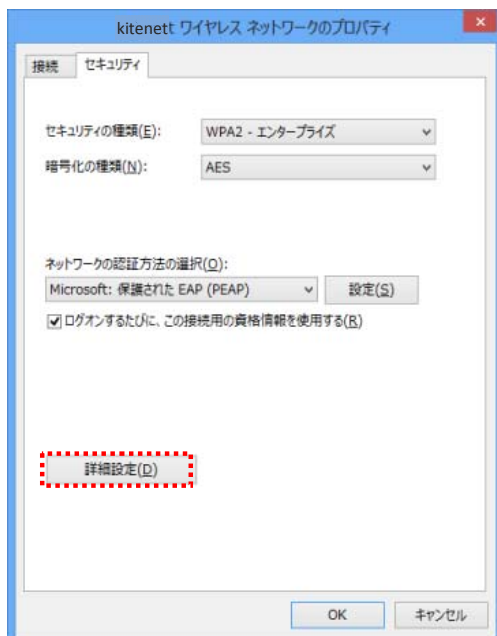 kitenett ワイヤレス ネットワークのプロパティ
接続 セキュリティ
セキュリティの種類(E): WPA2 - エンタープライズ
暗号化の種類(N): AES
ネットワークの認証方法の選択(O):
Microsoft: 保護された EAP (PEAP) 設定(S)
ログオンするたびに、この接続用の資格情報を使用する(R)
詳細設定(D)
OK キャンセル